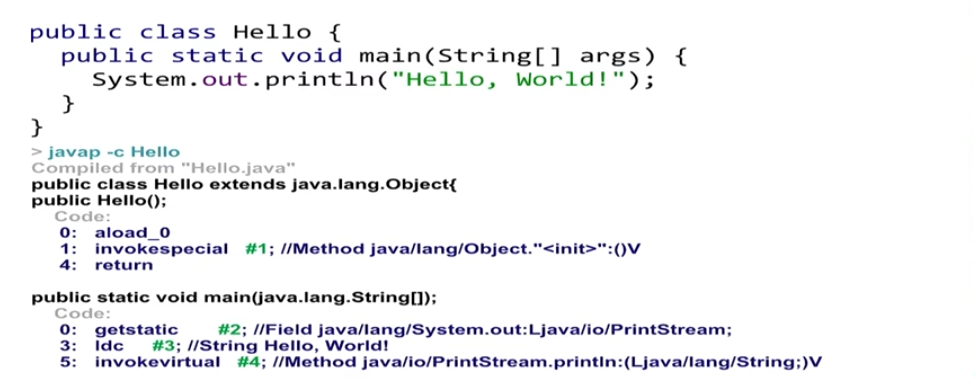 public class Hello {
public static void main(String[] args) {
System.out.println("Hello, World!");
}
}
> javap -c Hello
Compiled from "Hello.java"
public class Hello extends java.lang.Object{
public Hello();
Code:
0: aload_0
1: invokespecial #1; //Method java/lang/Object."<init>":()V
4: return
public static void main(java.lang.String[]);
Code:
0: getstatic #2; //Field java/lang/System.out:Ljava/io/PrintStream;
3: ldc #3; //String Hello, World!
5: invokevirtual #4; //Method java/io/PrintStream.println:(Ljava/lang/String;)V